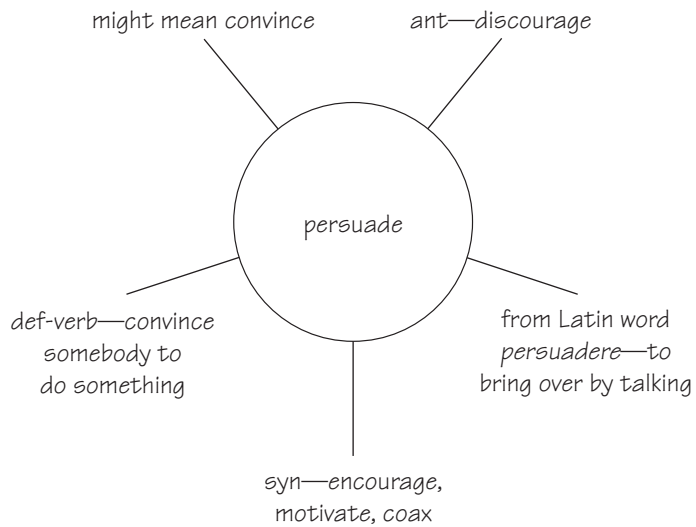 might mean convince
ant—discourage
persuade
def-verb—convince
somebody to
do something
from Latin word
persuadere—to
bring over by talking
syn—encourage,
motivate, coax